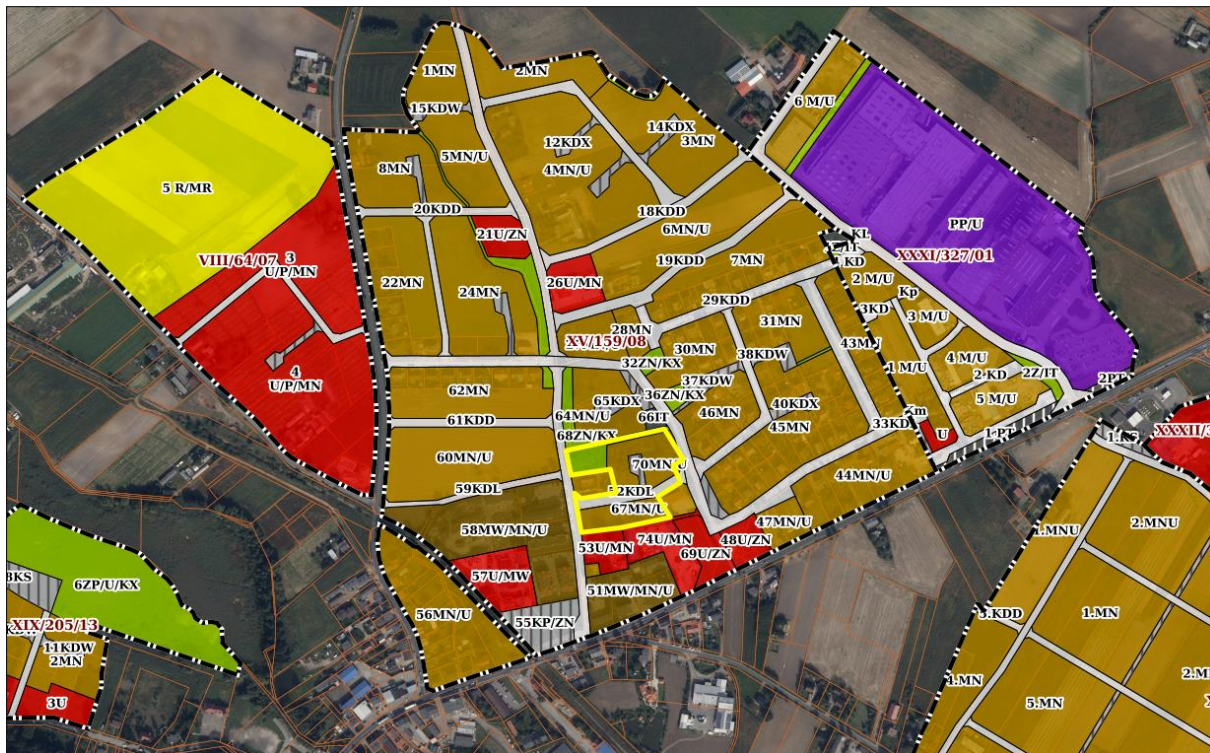 1MN
2MN
6 M/U
15KDW
14KDX
3MN
12KDX
5MN/U
4MN/U
8MN
5 R/MR
20KDD
18KDD
21U/ZN
6MN/U
KL
PP/U
XXXI/327/01
VIII/64/07
3
U/P/MN
19KDD
7MN
KD
2 M/U
26U/MN
22MN
24MN
Kp
29KDD
3KD
3 M/U
28MN
31MN
XV/159/08
30MN
43MN
38KDW
32ZN/KX
4 M/U
1 M/U
4
U/P/MN
2 KD
2Z/IT
2PT
37KDW
62MN
36ZN/KX
5 M/U
65KDX
40KDX
46MN
64MN/U
66IT
Km
61KDD
33KD
45MN
U
1 PT
XXXII/3
68ZN/KX
1.KS
60MN/U
70MN/U
44MN/U
59KDL
2KDL
67MN/U
47MN/U
1.MNU
2.MNU
58MW/MN/U
53U/MN
74U/MN
48U/ZN
69U/ZN
8KS
6ZP/U/KX
57U/MW
51MW/MN/U
56MN/U
55KP/ZN
3.KDD
1.MN
XIX/205/13
11KDW
2MN
4.MN
2.M
3U
5.MN